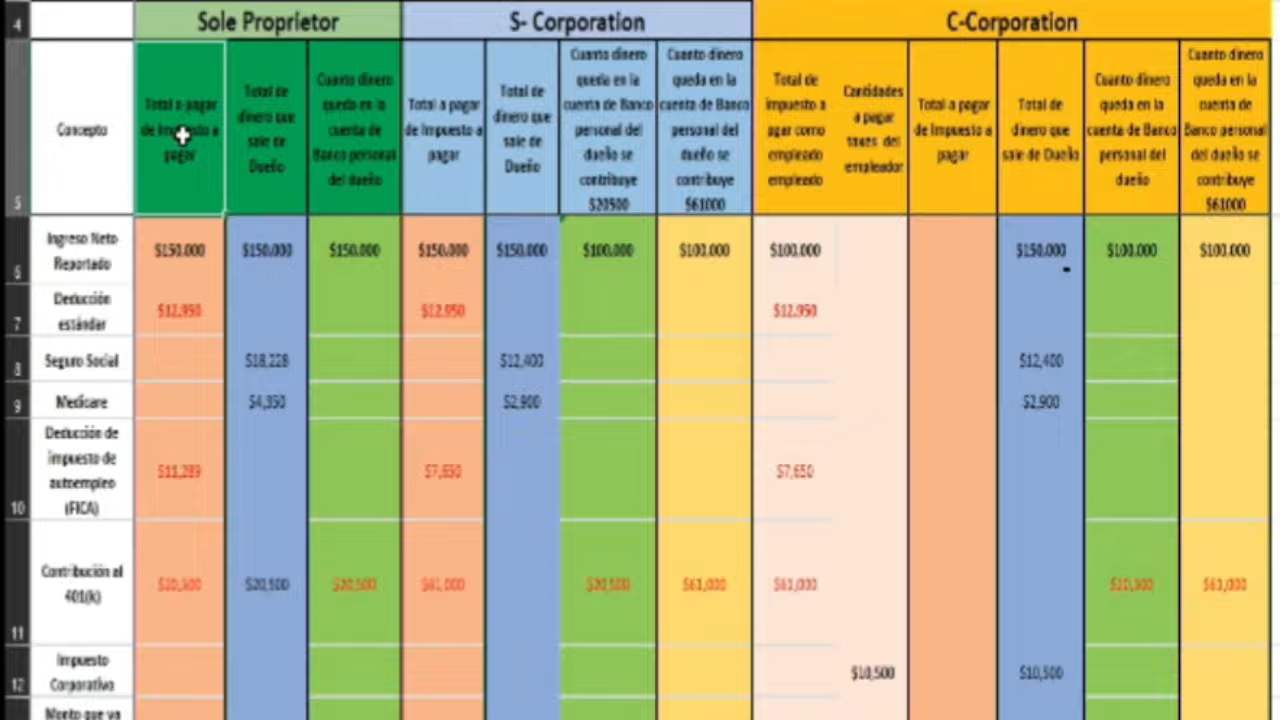 4 Sole Proprietor S- Corporation C-Corporation
5 Concepto
Total a pagar
de Impuesto a
pagar
Total de
dinero que
sale de
Dueño
Cuanto dinero
queda en la
cuenta de
Banco personal
del dueño
Total a pagar
de Impuesto a
pagar
Total de
dinero que
sale de
Dueño
Cuanto dinero
queda en la
cuenta de Banco
personal del
dueño se
contribuye
$20500
Cuanto dinero
queda en la
cuenta de Banco
personal del
dueño se
contribuye
$61000
Total de
impuesto a
pgar como
empleado
empleado
Cantidades
a pagar
taxes del
empleador
Total a pagar
de Impuesto a
pagar
Total de
dinero que
sale de Dueño
Cuanto dinero
queda en la
cuenta de Banco
personal del
dueño
Cuanto dinero
queda en la
cuenta de
Banco personal
del dueño se
contribuye
$61000
6 Ingreso Neto
Reportado
$150.000 $150.000 $150.000 $150.000 $150.000 $100.000 $100.000 $100.000 $150.000 $100.000 $100.000
7 Deducción
estándar
$12,950 $12.950 $12,950
8 Seguro Social $18,228 $12,400 $12,400
9 Medicare $4,350 $2,900 $2,900
10 Deducción de
impuesto de
autoempleo
(FICA)
$11,289 $7,650 $7,650
11 Contribución al
401(k)
$20,500 $20,500 $20,500 $61,000 $20,500 $61,000 $61,000 $20,500 $61,000
12 Impuesto
Corporativo
$10,500 $10,500
Monto que va